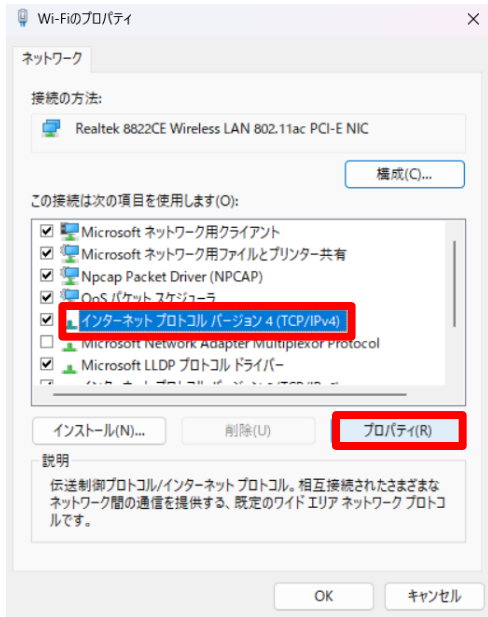 Wi-Fiのプロパティ
ネットワーク
接続の方法:
Realtek 8822CE Wireless LAN 802.11ac PCI-E NIC
構成(C)...
この接続は次の項目を使用します(O):
Microsoft ネットワーク用クライアント
Microsoft ネットワーク用ファイルとプリンター共有
Npcap Packet Driver (NPCAP)
QoS パケット スケジューラ
インターネット プロトコル バージョン 4 (TCP/IPv4)
Microsoft Network Adapter Multiplexor Protocol
Microsoft LLDP プロトコル ドライバー
インストール(N)...
削除(U)
プロパティ(R)
説明
伝送制御プロトコル/インターネット プロトコル。相互接続されたさまざまな
ネットワーク間の通信を提供する、既定のワイド エリア ネットワーク プロトコ
ルです。
OK
キャンセル